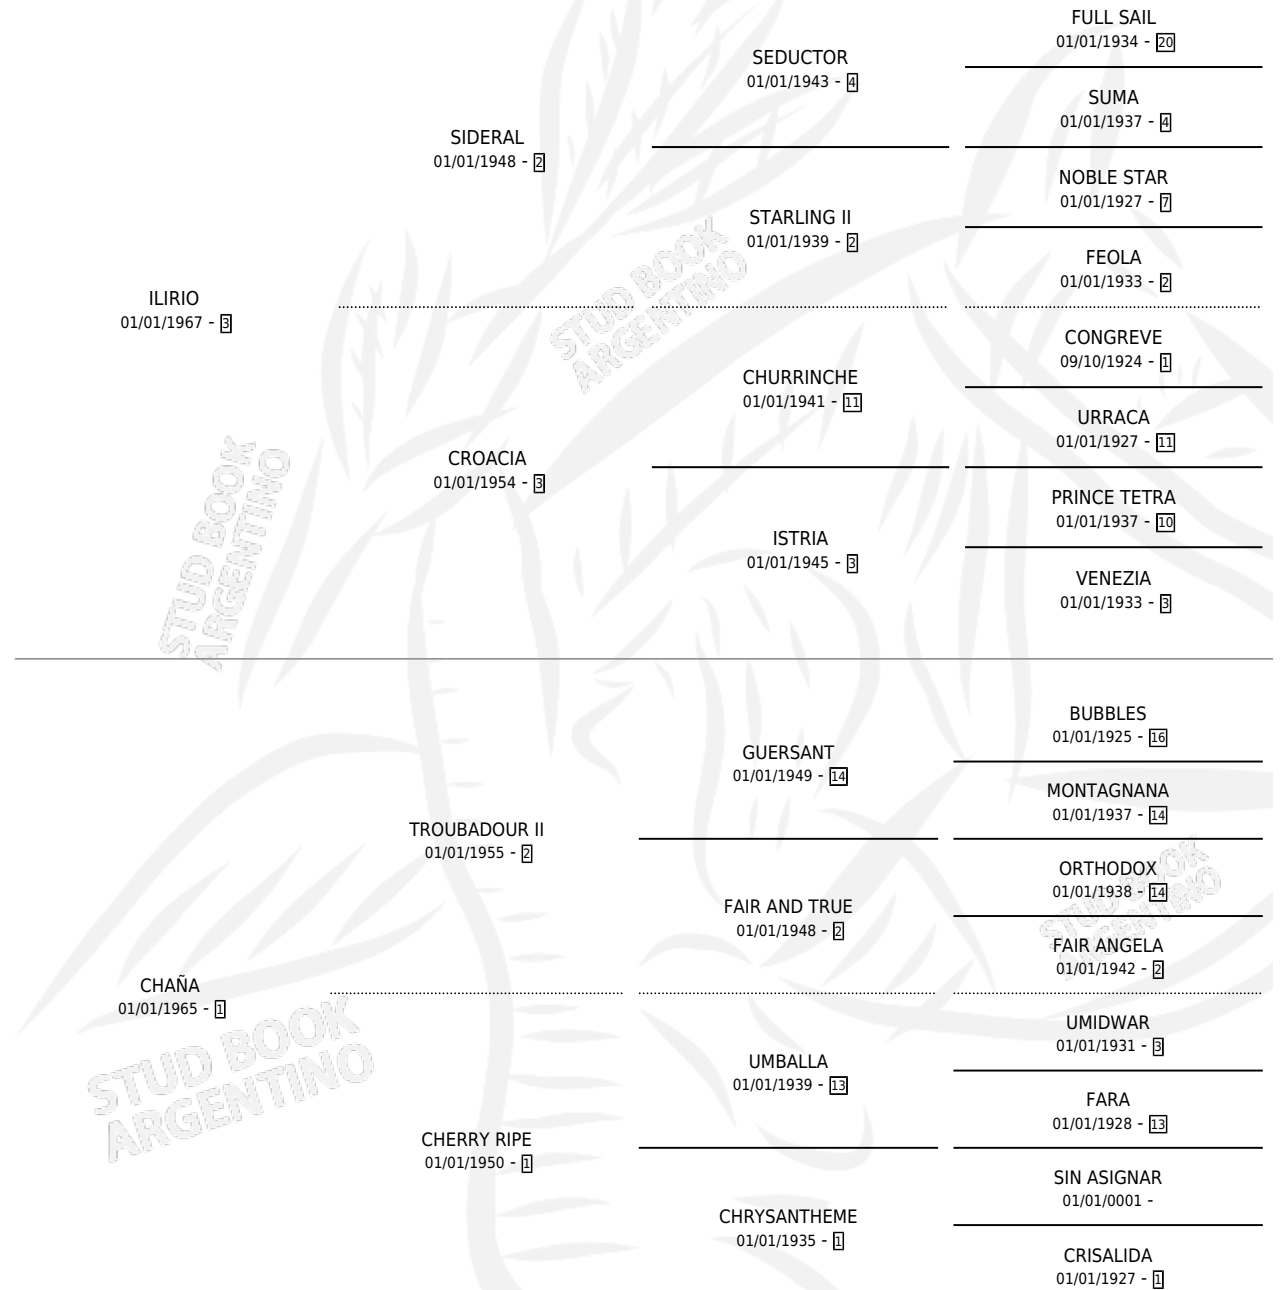 FULL SAIL
01/01/1934 - 20
SEDUCTOR
01/01/1943 - 4
SUMA
01/01/1937 - 4
SIDERAL
01/01/1948 - 2
NOBLE STAR
01/01/1927 - 7
STARLING II
01/01/1939 - 2
FEOLA
01/01/1933 - 2
ILIRIO
01/01/1967 - 3
CONGREVE
09/10/1924 - 1
CHURRINCHE
01/01/1941 - 11
URRACA
01/01/1927 - 11
CROACIA
01/01/1954 - 3
PRINCE TETRA
01/01/1937 - 10
ISTRIA
01/01/1945 - 3
VENEZIA
01/01/1933 - 3
BUBBLES
01/01/1925 - 16
GUERSANT
01/01/1949 - 14
MONTAGNANA
01/01/1937 - 14
TROUBADOUR II
01/01/1955 - 2
ORTHODOX
01/01/1938 - 14
FAIR AND TRUE
01/01/1948 - 2
FAIR ANGELA
01/01/1942 - 2
CHAÑA
01/01/1965 - 1
UMIDWAR
01/01/1931 - 3
UMBALLA
01/01/1939 - 13
FARA
01/01/1928 - 13
CHERRY RIPE
01/01/1950 - 1
SIN ASIGNAR
01/01/0001 -
CHRYSANTHEME
01/01/1935 - 1
CRISALIDA
01/01/1927 - 1
STUD BOOK
ARGENTINO
STUD BOOK
ARGENTINO
STUD BOOK
ARGENTINO
STUD BOOK
ARGENTINO